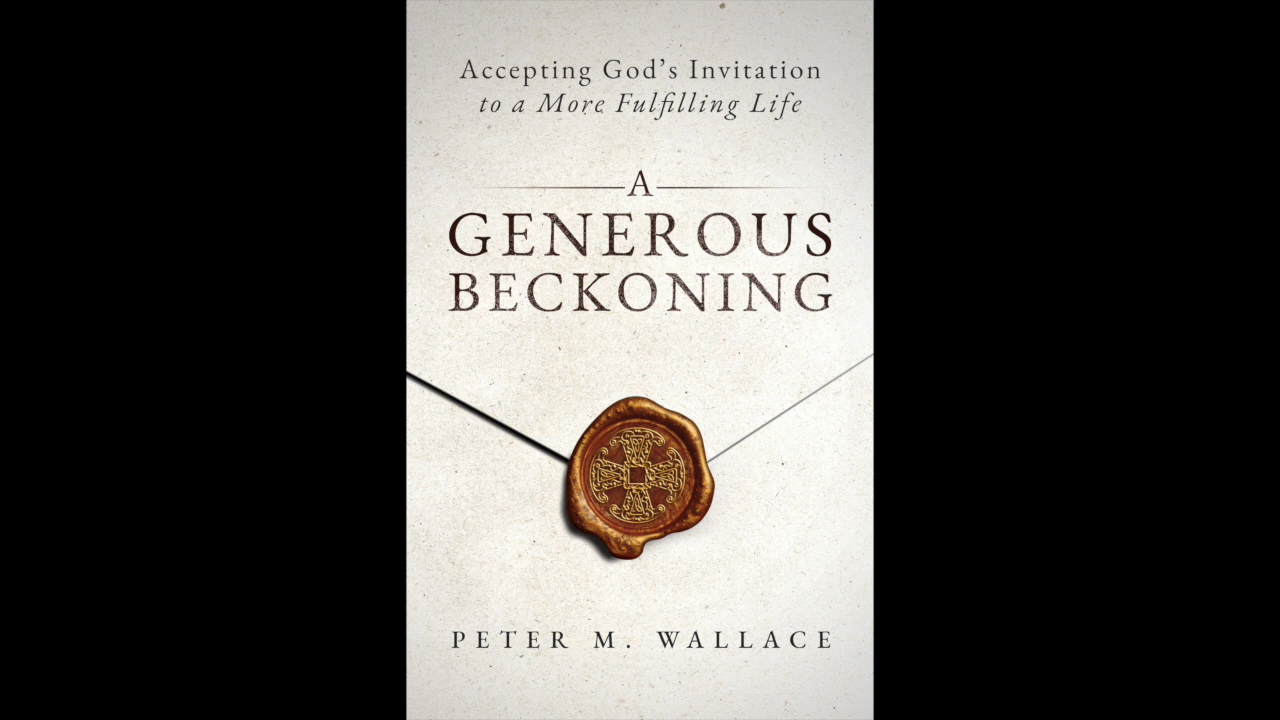 Accepting God’s Invitation
to a More Fulfilling Life
A
GENEROUS
BECKONING
PETER M. WALLACE